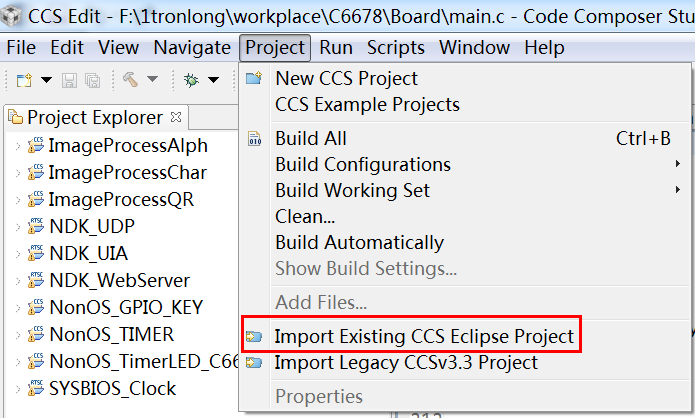 CCS Edit - F:\1tronlong\workplace\C6678\Board\main.c - Code Composer Stu
File Edit View Navigate Project Run Scripts Window Help
Project Explorer
ImageProcessAlph
ImageProcessChar
ImageProcessQR
NDK_UDP
NDK_UIA
NDK_WebServer
NonOS_GPIO_KEY
NonOS_TIMER
NonOS_TimerLED_C66
SYSBIOS_Clock
New CCS Project
CCS Example Projects
Build All Ctrl+B
Build Configurations
Build Working Set
Clean...
Build Automatically
Show Build Settings...
Add Files...
Import Existing CCS Eclipse Project
Import Legacy CCSv3.3 Project
Properties